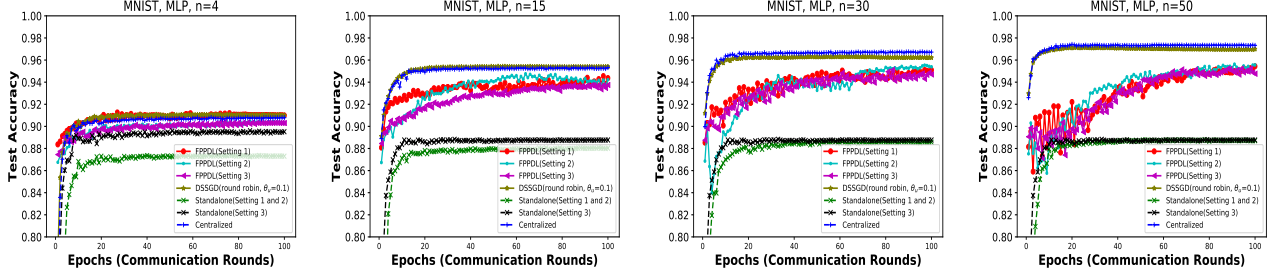 MNIST, MLP, n=4
Test Accuracy
1.00
0.98
0.96
0.94
0.92
0.90
0.88
0.86
0.84
0.82
0.80
FPPDL(Setting 1)
FPPDL(Setting 2)
FPPDL(Setting 3)
DSSGD(round robin, θu=0.1)
Standalone(Setting 1 and 2)
Standalone(Setting 3)
Centralized
0 20 40 60 80 100
Epochs (Communication Rounds)
MNIST, MLP, n=15
Test Accuracy
1.00
0.98
0.96
0.94
0.92
0.90
0.88
0.86
0.84
0.82
0.80
FPPDL(Setting 1)
FPPDL(Setting 2)
FPPDL(Setting 3)
DSSGD(round robin, θu=0.1)
Standalone(Setting 1 and 2)
Standalone(Setting 3)
Centralized
0 20 40 60 80 100
Epochs (Communication Rounds)
MNIST, MLP, n=30
Test Accuracy
1.00
0.98
0.96
0.94
0.92
0.90
0.88
0.86
0.84
0.82
0.80
FPPDL(Setting 1)
FPPDL(Setting 2)
FPPDL(Setting 3)
DSSGD(round robin, θu=0.1)
Standalone(Setting 1 and 2)
Standalone(Setting 3)
Centralized
0 20 40 60 80 100
Epochs (Communication Rounds)
MNIST, MLP, n=50
Test Accuracy
1.00
0.98
0.96
0.94
0.92
0.90
0.88
0.86
0.84
0.82
0.80
FPPDL(Setting 1)
FPPDL(Setting 2)
FPPDL(Setting 3)
DSSGD(round robin, θu=0.1)
Standalone(Setting 1 and 2)
Standalone(Setting 3)
Centralized
0 20 40 60 80 100
Epochs (Communication Rounds)